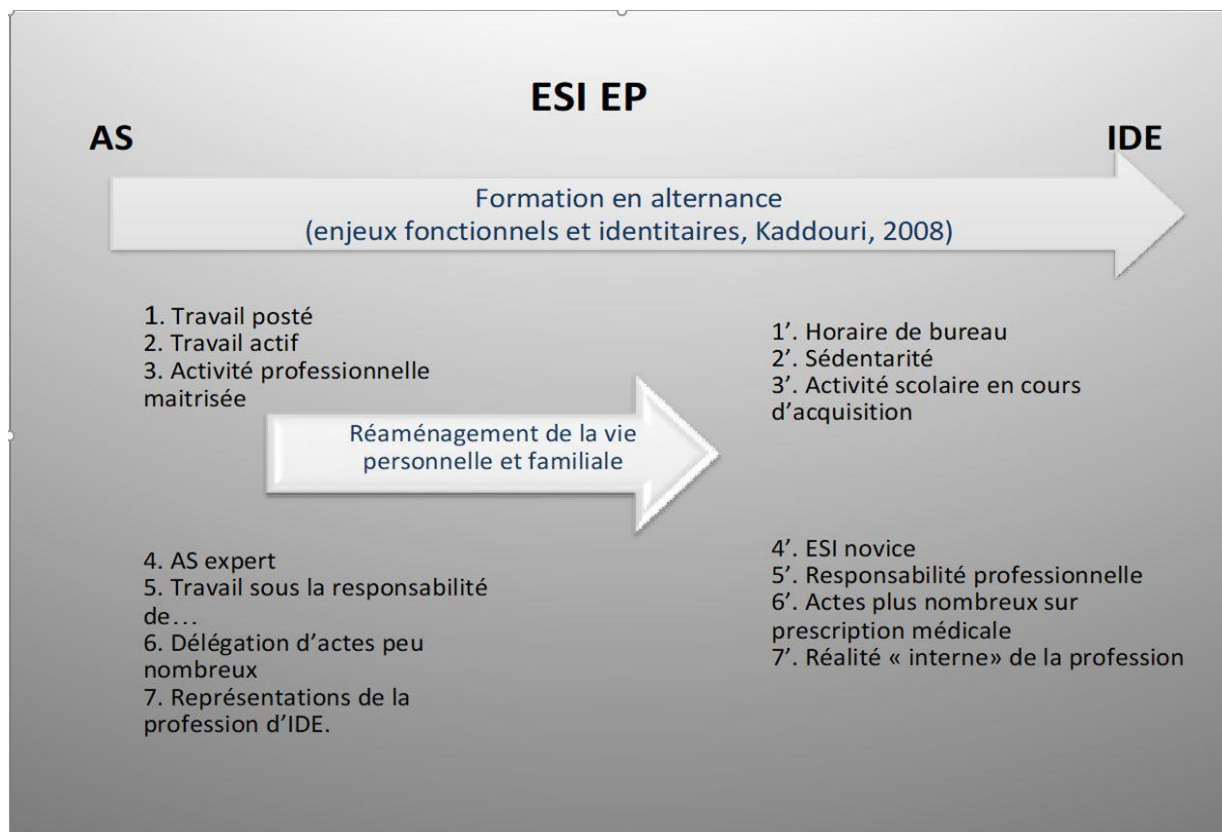 ESI EP
AS
IDE
Formation en alternance
(enjeux fonctionnels et identitaires, Kaddouri, 2008)
1. Travail posté
2. Travail actif
3. Activité professionnelle
maitrisée
1’. Horaire de bureau
2’. Sédentarité
3’. Activité scolaire en cours
d’acquisition
Réaménagement de la vie
personnelle et familiale
4. AS expert
5. Travail sous la responsabilité
de…
6. Délégation d’actes peu
nombreux
7. Représentations de la
profession d’IDE.
4’. ESI novice
5’. Responsabilité professionnelle
6’. Actes plus nombreux sur
prescription médicale
7’. Réalité « interne» de la profession